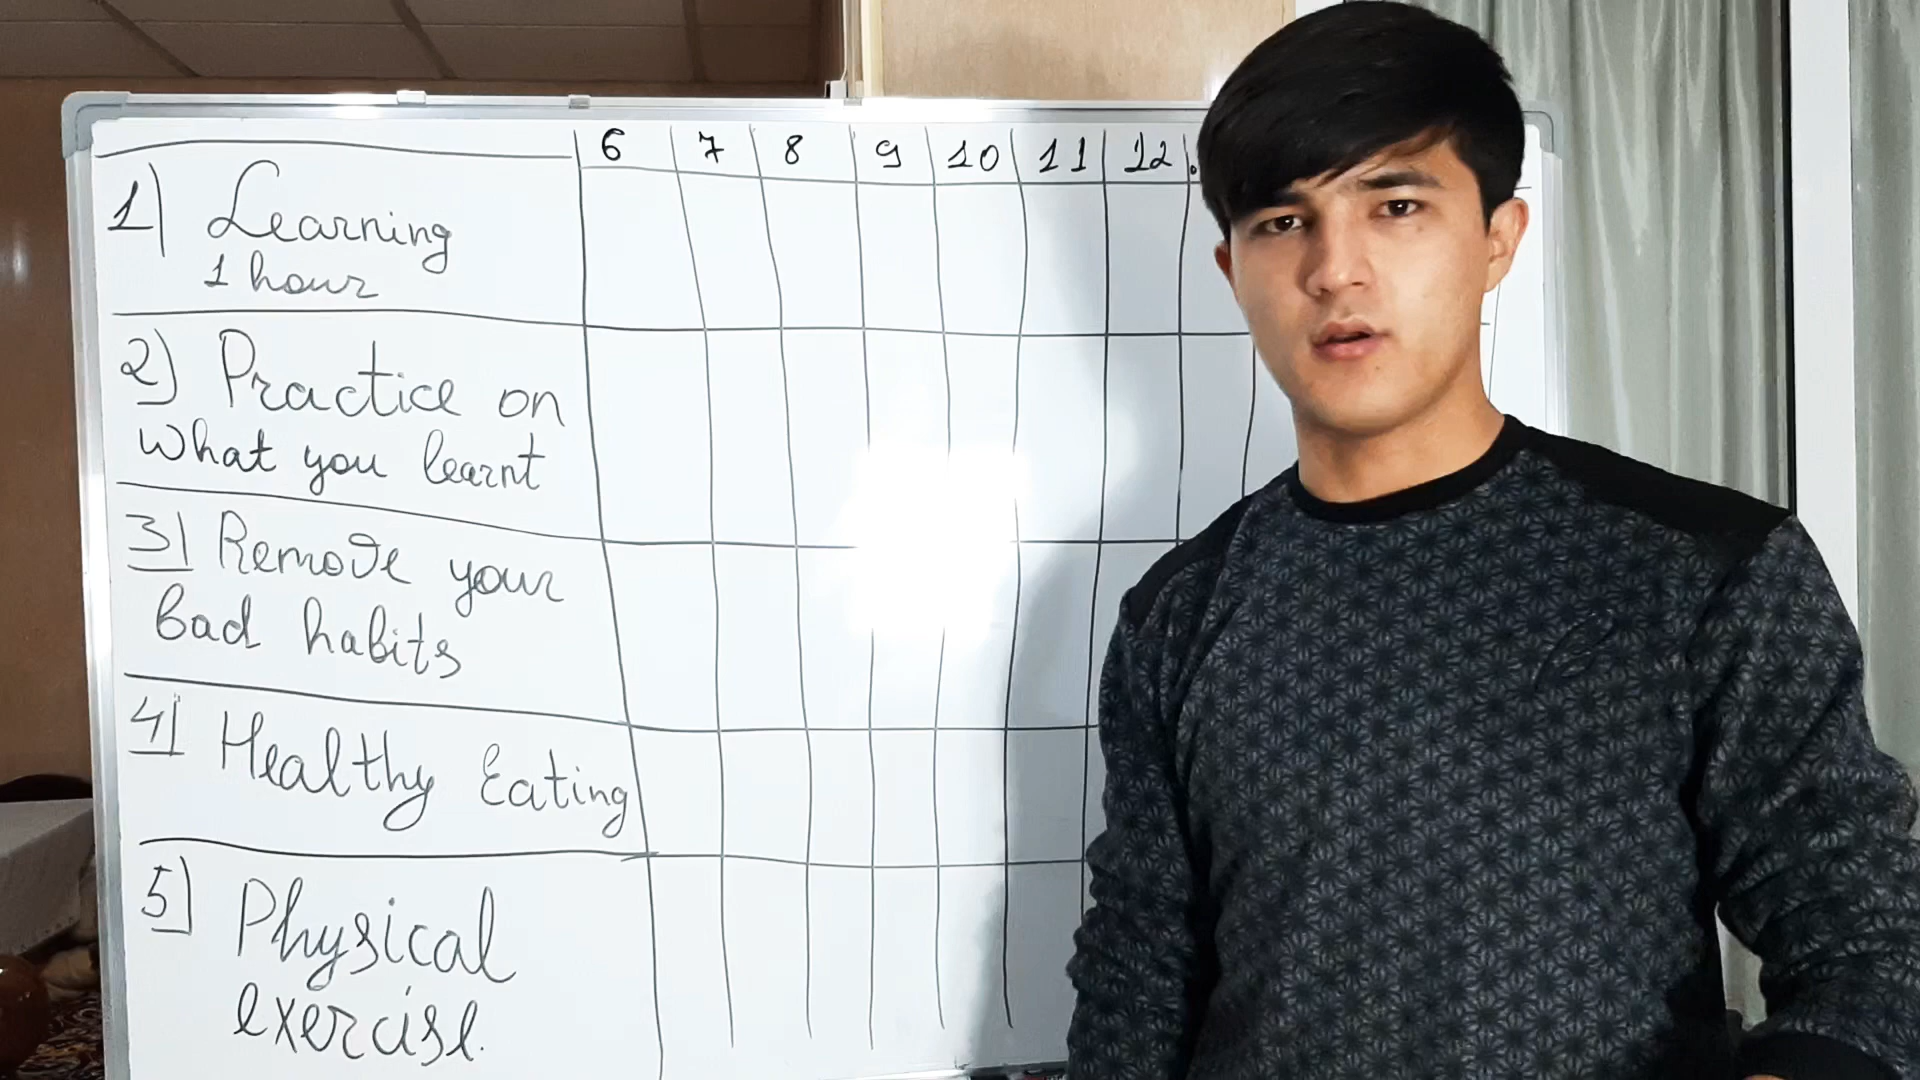 6 7 8 9 10 11 12 .
1) Learning
1 hour
2) Practice on
what you learnt
3) Remove your
bad habits
4) Healthy Eating
5) Physical
exercise.